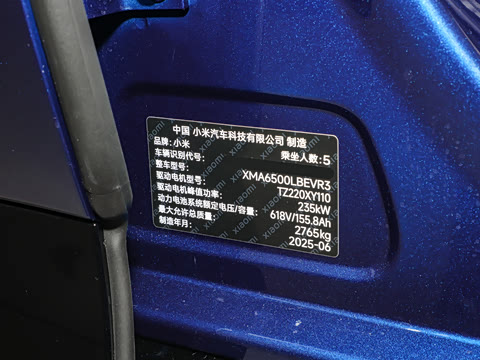 中国 小米汽车科技有限公司 制造
品牌:小米
车辆识别代号: 乘坐人数:5
整车型号: XMA6500LBEVR3
驱动电机型号: TZ220XY110
驱动电机峰值功率: 235kW
动力电池系统额定电压/容量: 618V/155.8Ah
最大允许总质量: 2765kg
制造年月: 2025-06